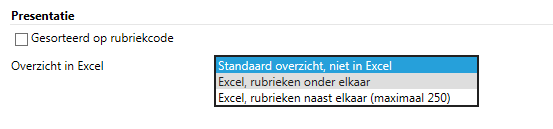 Presentatie
Gesorteerd op rubriekcode
Overzicht in Excel
Standaard overzicht, niet in Excel
Excel, rubrieken onder elkaar
Excel, rubrieken naast elkaar (maximaal 250)